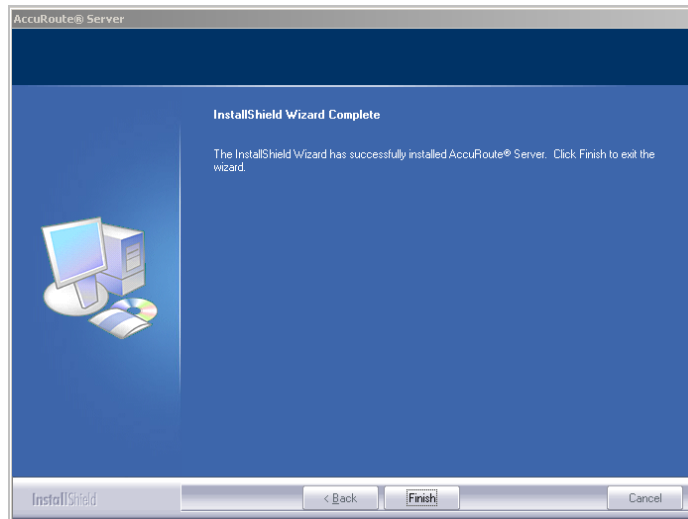 AccuRoute® Server
InstallShield Wizard Complete
The InstallShield Wizard has successfully installed AccuRoute® Server. Click Finish to exit the
wizard.
InstallShield
< Back
Finish
Cancel